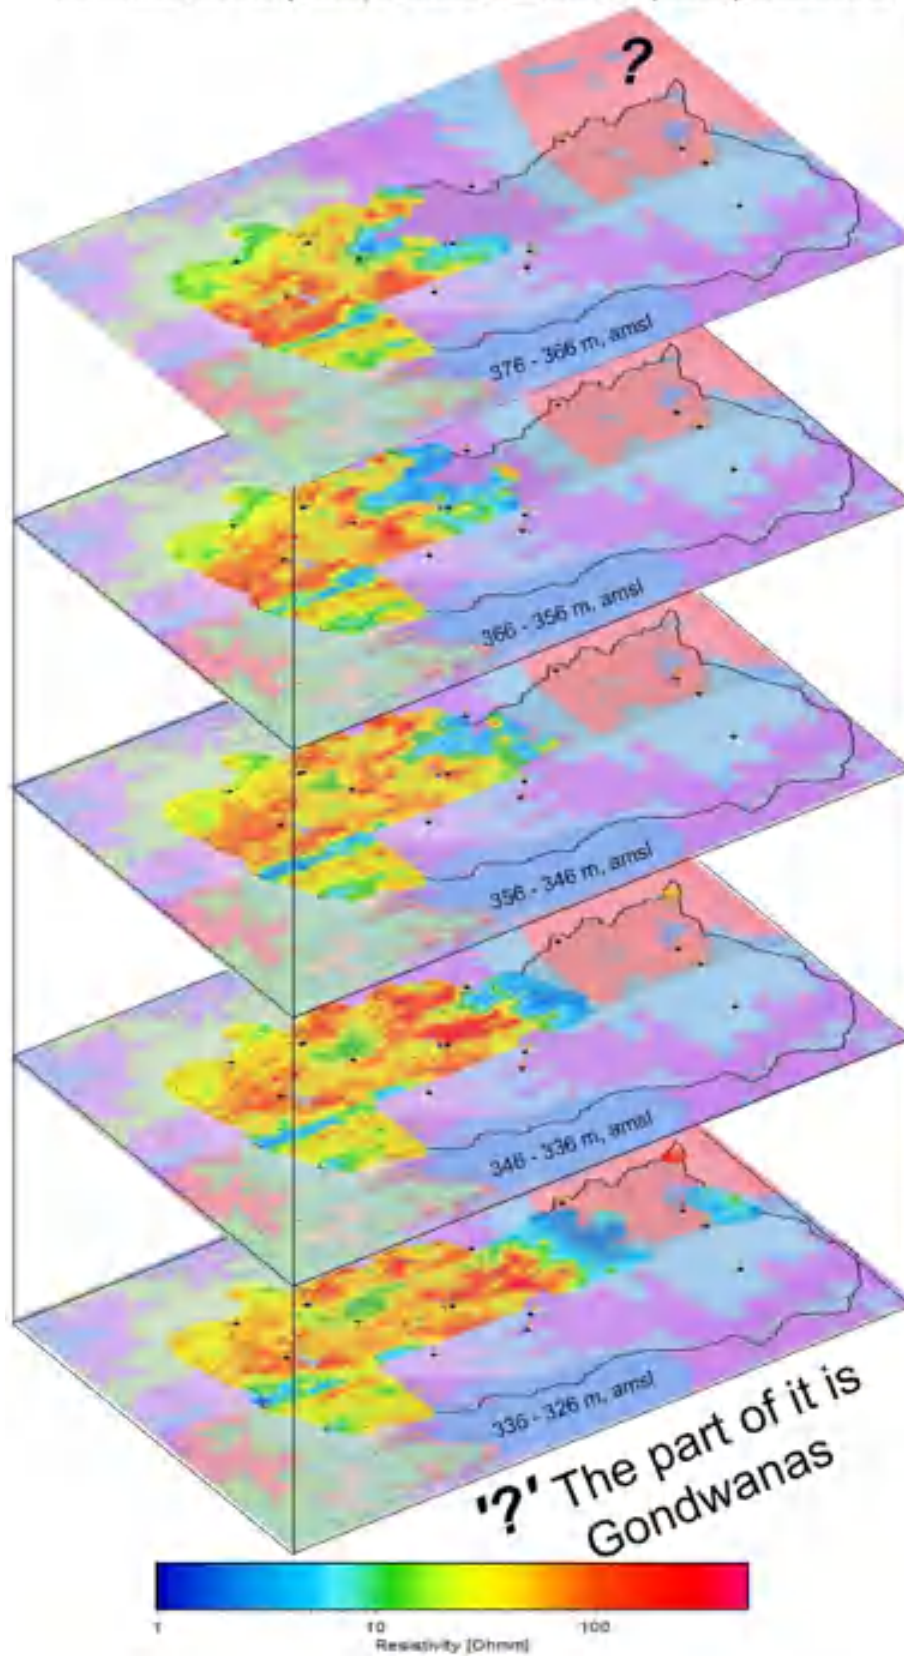 ?
376 - 366 m, amsl
366 - 356 m, amsl
356 - 346 m, amsl
346 - 336 m, amsl
336 - 326 m, amsl
'?' The part of it is
Gondwanas
1 10 100
Resistivity [Ohmm]